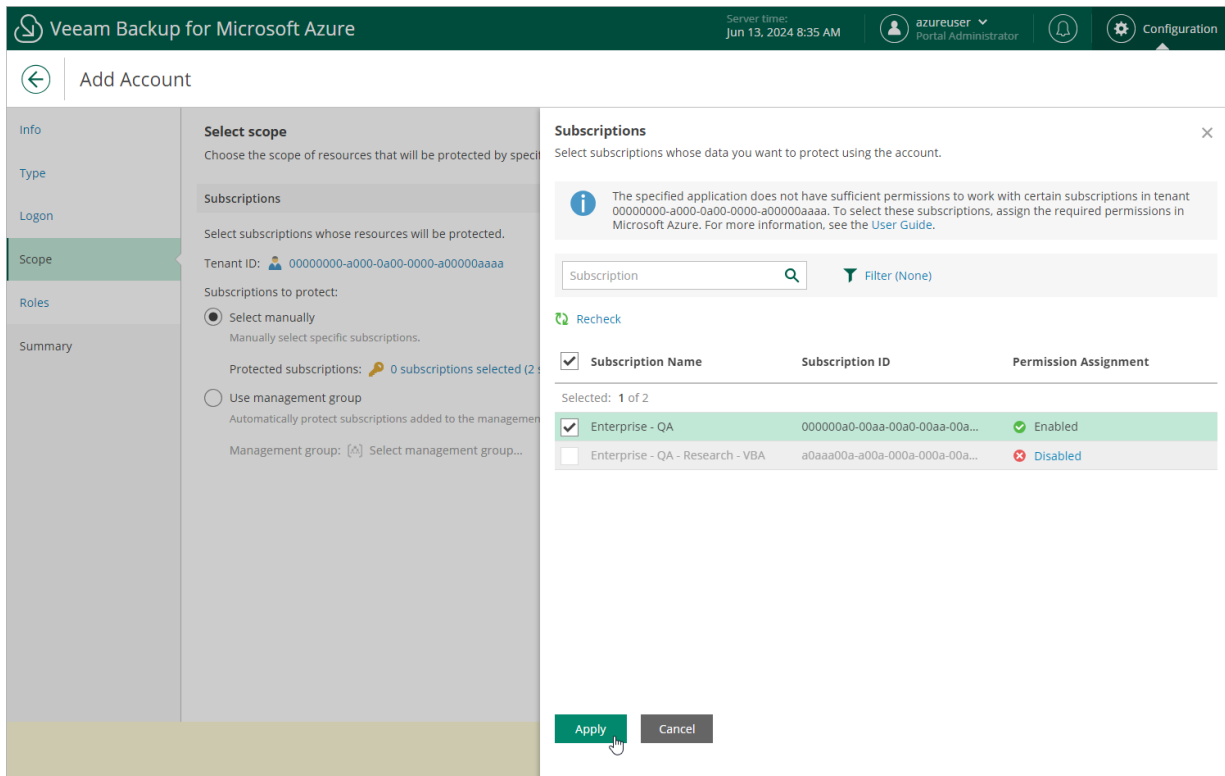 Veeam Backup for Microsoft Azure
Server time:
Jun 13, 2024 8:35 AM
azureuser
Portal Administrator
Configuration
Add Account
Info
Type
Logon
Scope
Roles
Summary
Select scope
Choose the scope of resources that will be protected by specif
Subscriptions
Select subscriptions whose resources will be protected.
Tenant ID: 00000000-a000-0a00-0000-a00000aaaa
Subscriptions to protect:
Select manually
Manually select specific subscriptions.
Protected subscriptions: 0 subscriptions selected (2 s
Use management group
Automatically protect subscriptions added to the managemen
Management group: Select management group...
Subscriptions
Select subscriptions whose data you want to protect using the account.
The specified application does not have sufficient permissions to work with certain subscriptions in tenant
00000000-a000-0a00-0000-a00000aaaa. To select these subscriptions, assign the required permissions in
Microsoft Azure. For more information, see the User Guide.
Subscription
Filter (None)
Recheck
Subscription Name Subscription ID Permission Assignment
Selected: 1 of 2
Enterprise - QA 000000a0-00aa-00a0-00aa-00a... Enabled
Enterprise - QA - Research - VBA a0aaa00a-a00a-000a-000a-00a... Disabled
Apply
Cancel